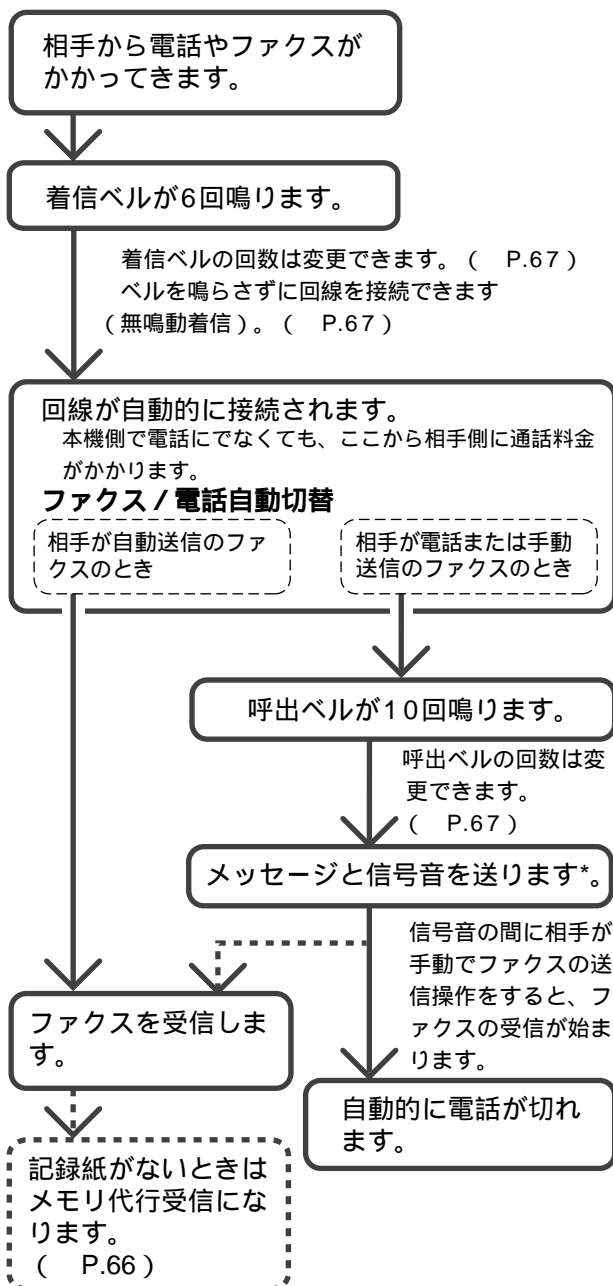 相手から電話やファクスが
かかってきます。
着信ベルが6回鳴ります。
着信ベルの回数は変更できます。( P.67)
ベルを鳴らさずに回線を接続できます
(無鳴動着信)。( P.67)
回線が自動的に接続されます。
本機側で電話にでなくても、ここから相手側に通話料金
がかかります。
ファクス/電話自動切替
相手が自動送信のファ
クスのとき
相手が電話または手動
送信のファクスのとき
呼出ベルが10回鳴ります。
呼出ベルの回数は変
更できます。
( P.67)
メッセージと信号音を送ります*。
信号音の間に相手が
手動でファクスの送
信操作をすると、フ
ァクスの受信が始ま
ります。
ファクスを受信しま
す。
自動的に電話が切れ
ます。
記録紙がないときは
メモリ代行受信にな
ります。
( P.66)